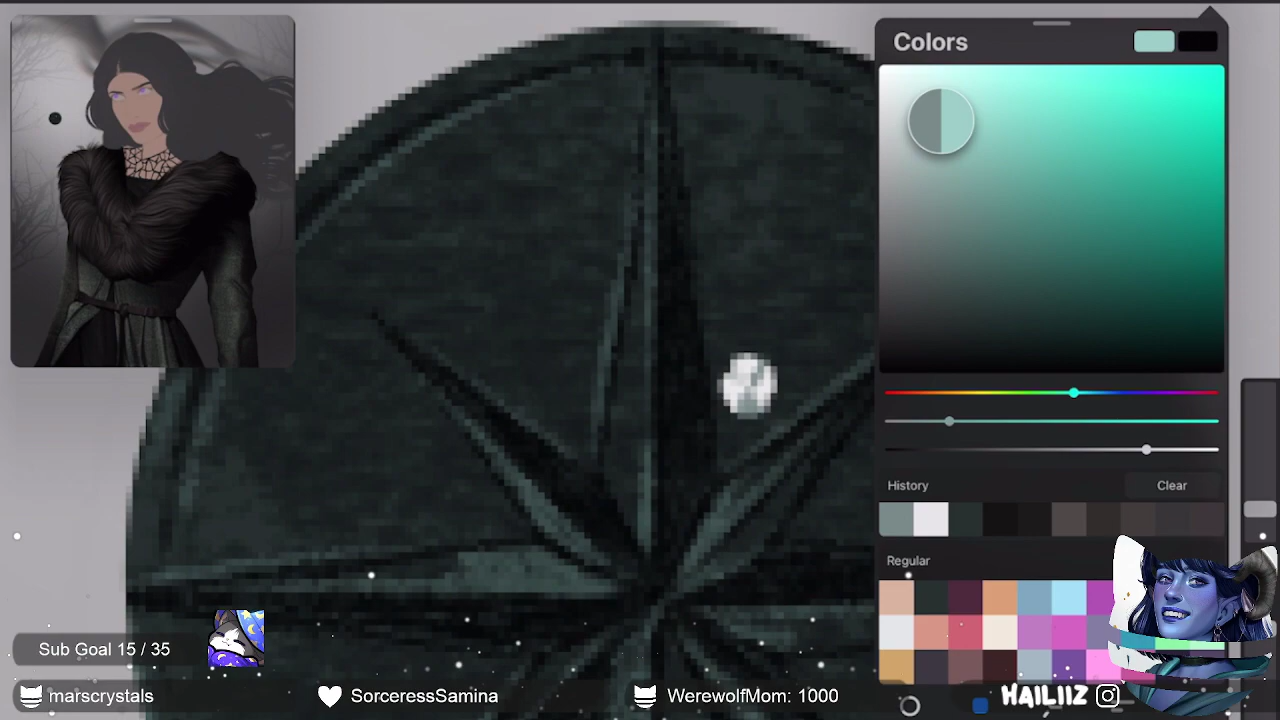 Colors
History
Clear
Regular
Sub Goal 15 / 35
marscrystals
SorceressSamina
WerewolfMom: 1000
HAILIIZ